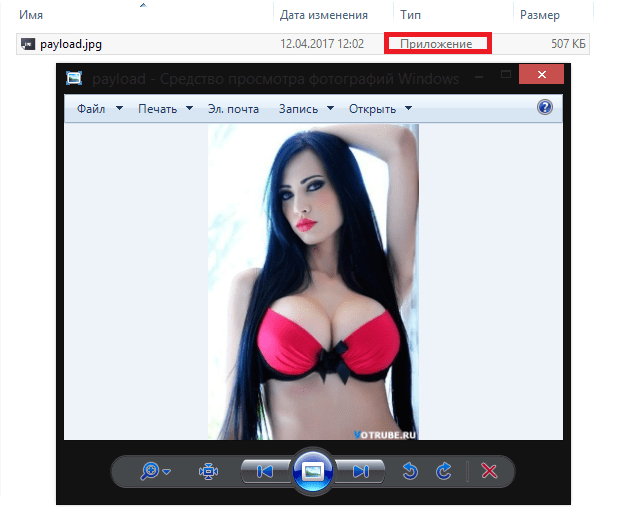 Имя Дата изменения Тип Размер
payload.jpg 12.04.2017 12:02 Приложение 507 КБ
payload - Средство просмотра фотографий Windows
Файл Печать Эл. почта Запись Открыть
VOTRUBE.RU